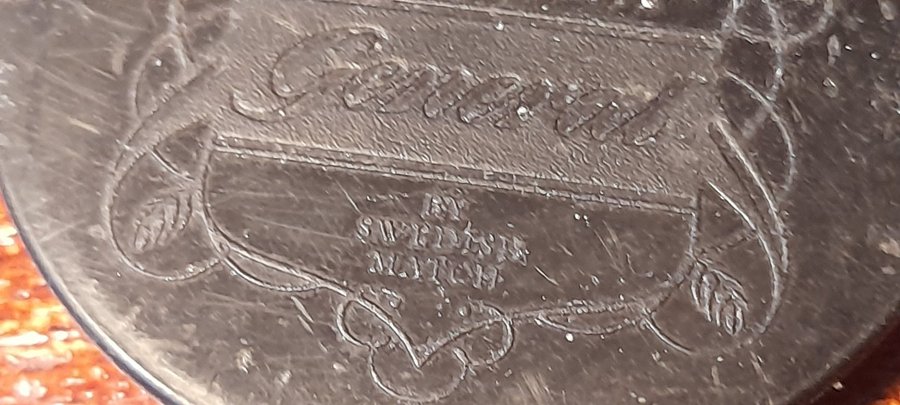 General
BY
SWEDISH
MATCH